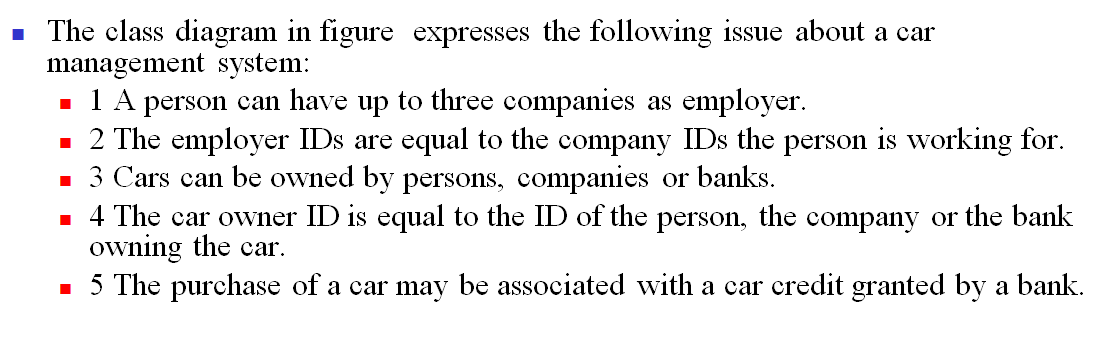 The class diagram in figure expresses the following issue about a car
management system:
1 A person can have up to three companies as employer.
2 The employer IDs are equal to the company IDs the person is working for.
3 Cars can be owned by persons, companies or banks.
4 The car owner ID is equal to the ID of the person, the company or the bank
owning the car.
5 The purchase of a car may be associated with a car credit granted by a bank.